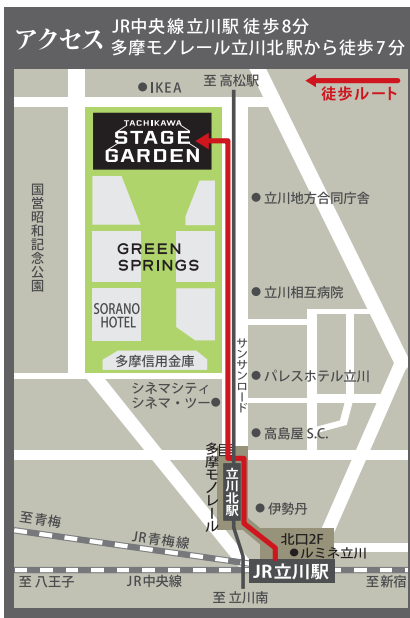 アクセス
JR中央線立川駅 徒歩8分
多摩モノレール立川北駅から徒歩7分
至 高松駅
徒歩ルート
IKEA
TACHIKAWA
STAGE
GARDEN
国営昭和記念公園
立川地方合同庁舎
GREEN
SPRINGS
立川相互病院
SORANO
HOTEL
サンサンロード
多摩信用金庫
パレスホテル立川
シネマシティ
シネマ・ツー
高島屋 S.C.
多摩モノレール
立川北駅
伊勢丹
至青梅
JR青梅線
北口2F
ルミネ立川
至 八王子
JR中央線
JR立川駅
至 新宿
至 立川南